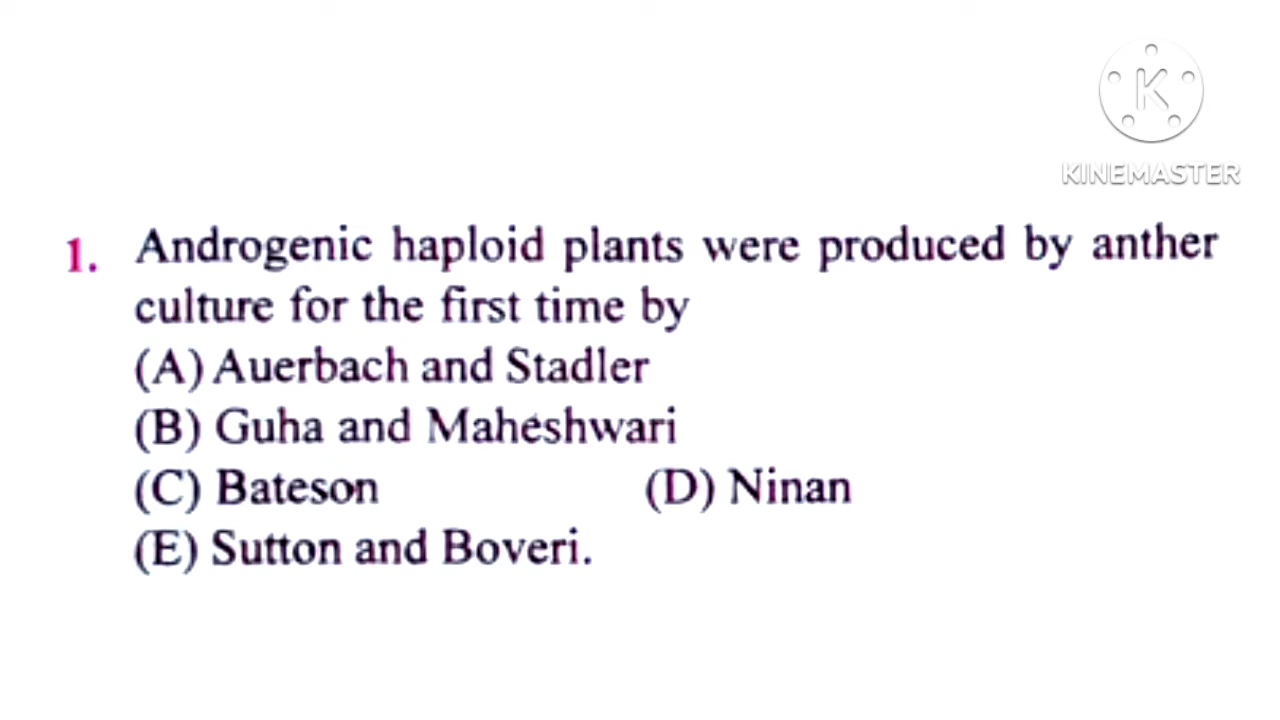 K
KINEMASTER
1. Androgenic haploid plants were produced by anther
culture for the first time by
(A) Auerbach and Stadler
(B) Guha and Maheshwari
(C) Bateson (D) Ninan
(E) Sutton and Boveri.